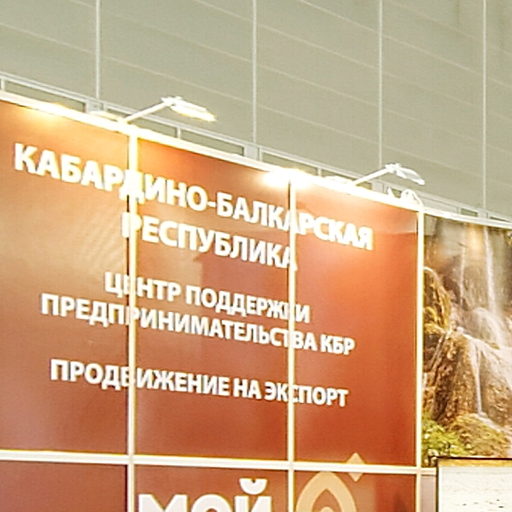 КАБАРДИНО-БАЛКАРСКАЯ
РЕСПУБЛИКА
ЦЕНТР ПОДДЕРЖКИ
ПРЕДПРИНИМАТЕЛЬСТВА КБР
ПРОДВИЖЕНИЕ НА ЭКСПОРТ
МОЙ